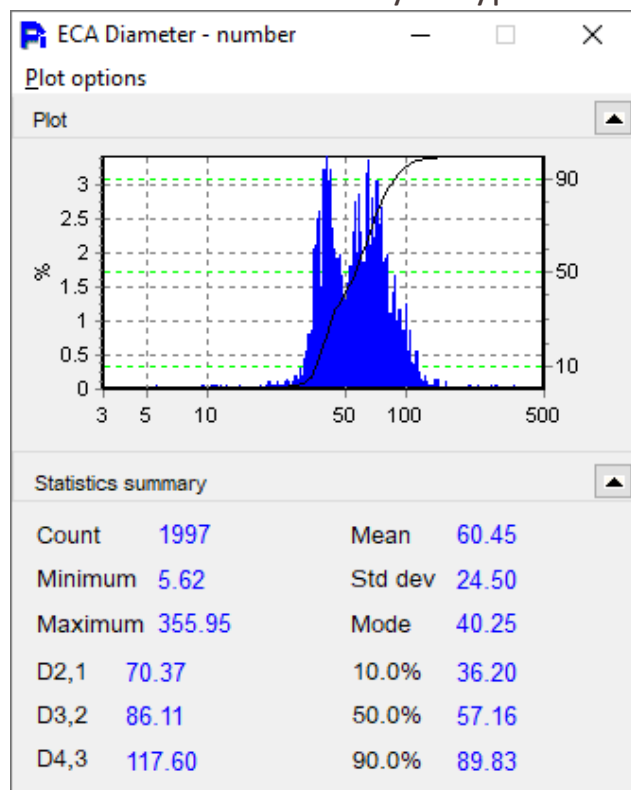 ECA Diameter - number
Plot options
Plot
3
2.5
2
1.5
1
0.5
0
%
90
50
10
3 5 10 50 100 500
Statistics summary
Count 1997 Mean 60.45
Minimum 5.62 Std dev 24.50
Maximum 355.95 Mode 40.25
D2,1 70.37 10.0% 36.20
D3,2 86.11 50.0% 57.16
D4,3 117.60 90.0% 89.83